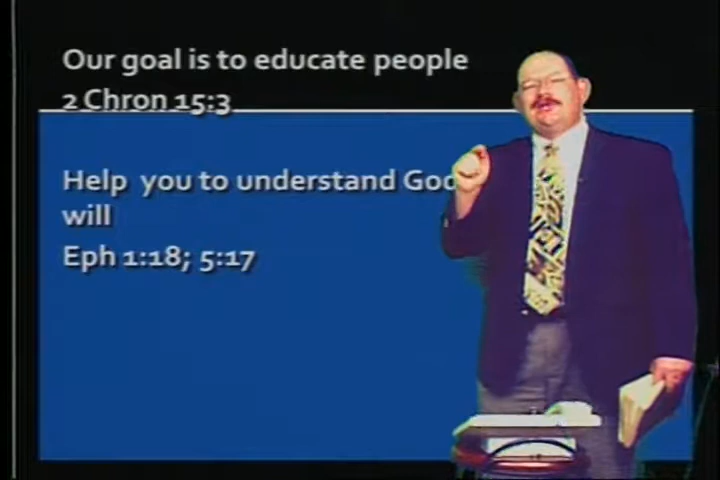 Our goal is to educate people
2 Chron 15:3
Help you to understand God
will
Eph 1:18; 5:17